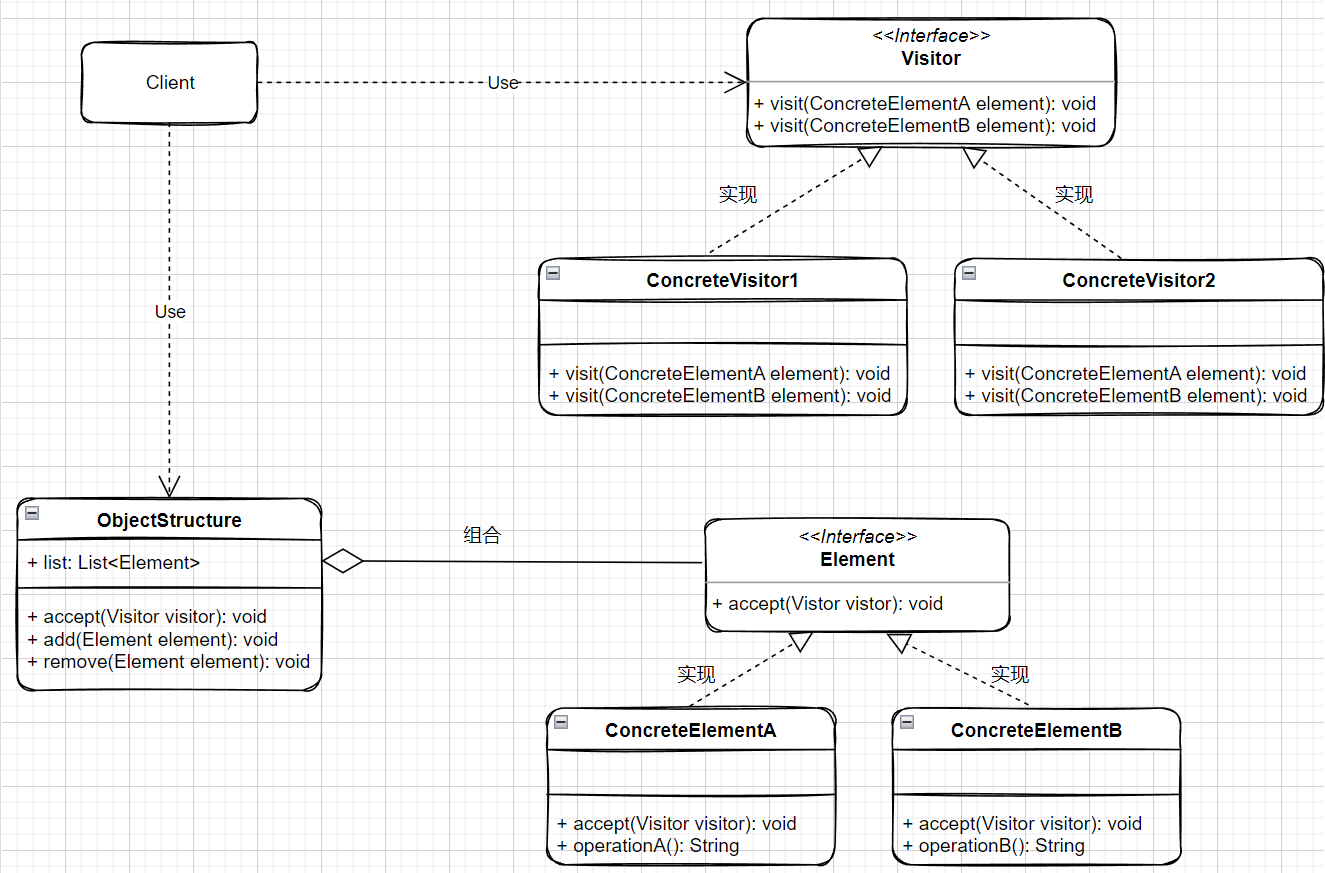 Client
Use
<<Interface>>
Visitor
+ visit(ConcreteElementA element): void
+ visit(ConcreteElementB element): void
实现
实现
ConcreteVisitor1
+ visit(ConcreteElementA element): void
+ visit(ConcreteElementB element): void
ConcreteVisitor2
+ visit(ConcreteElementA element): void
+ visit(ConcreteElementB element): void
Use
ObjectStructure
+ list: List<Element>
+ accept(Visitor visitor): void
+ add(Element element): void
+ remove(Element element): void
组合
<<Interface>>
Element
+ accept(Vistor vistor): void
实现
实现
ConcreteElementA
+ accept(Visitor visitor): void
+ operationA(): String
ConcreteElementB
+ accept(Visitor visitor): void
+ operationB(): String